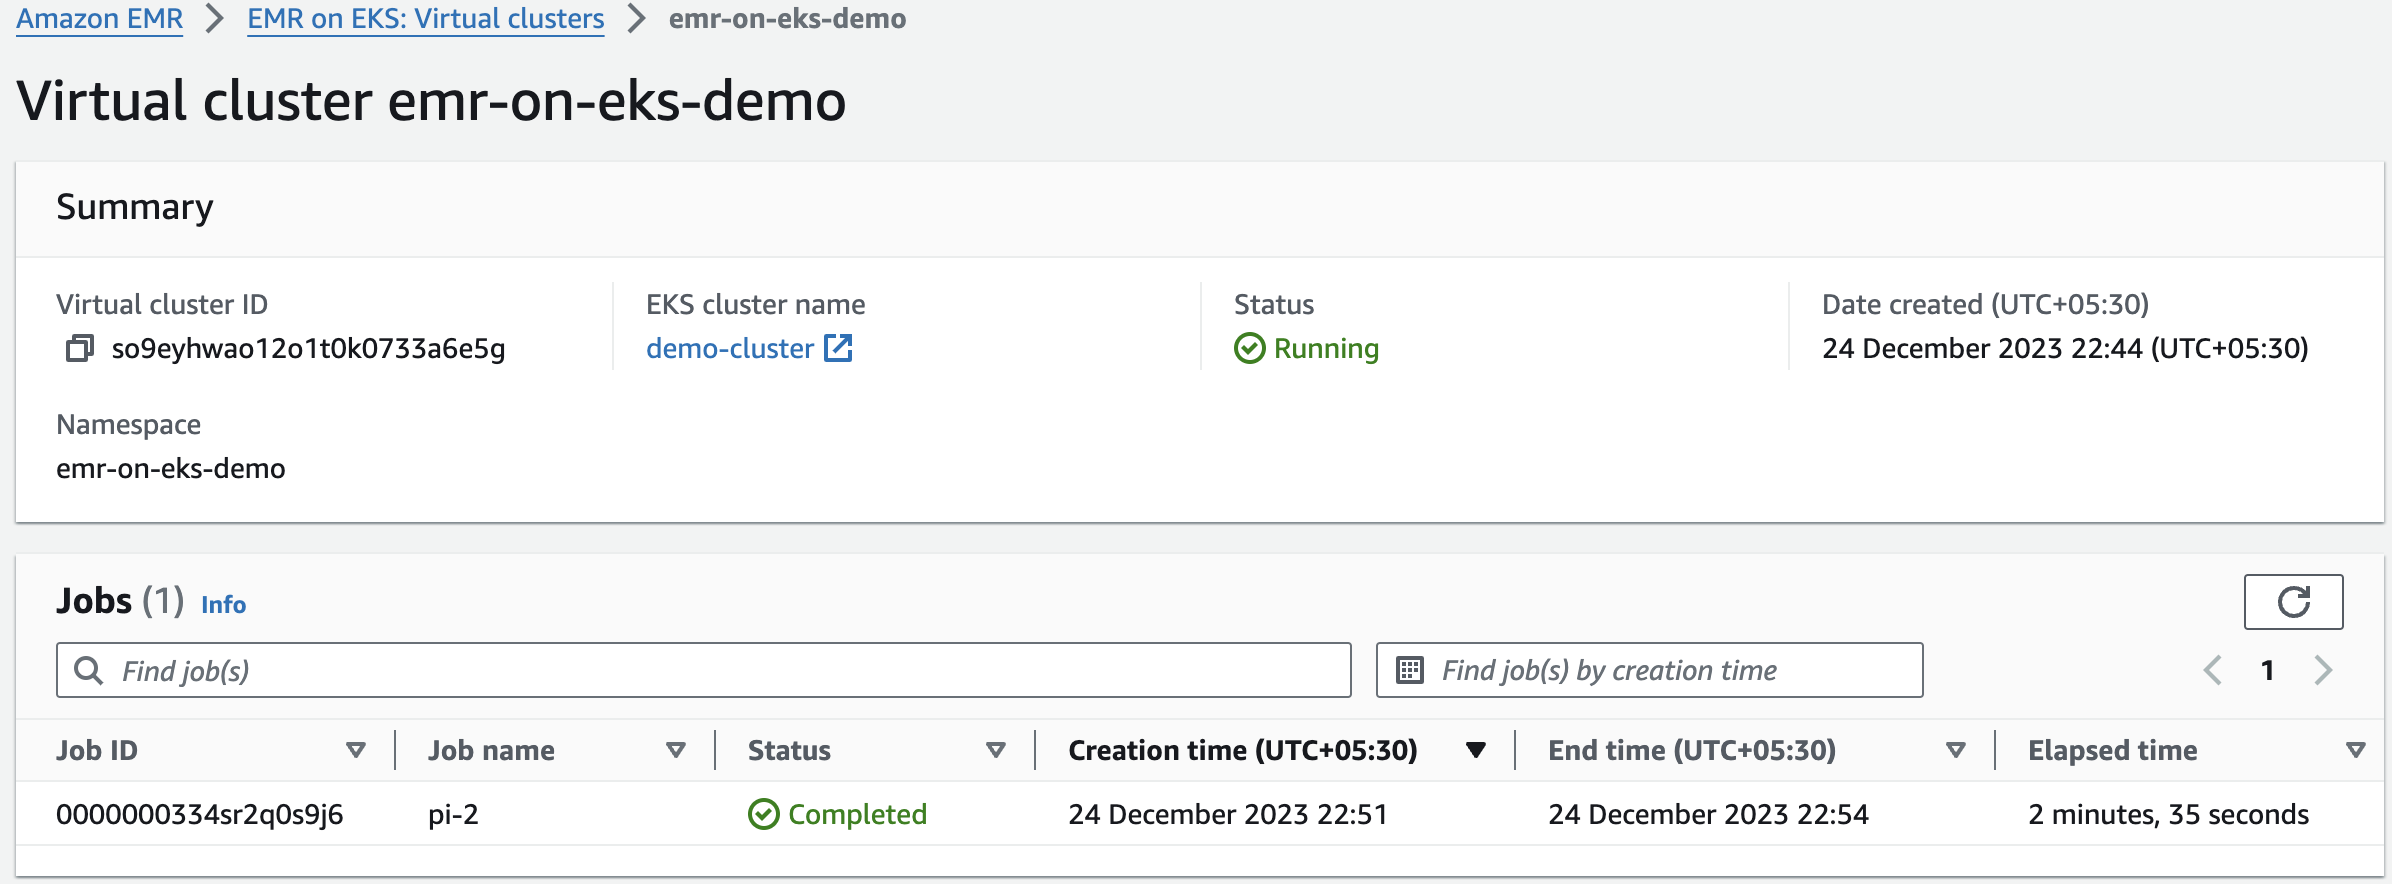 Amazon EMR > EMR on EKS: Virtual clusters > emr-on-eks-demo
Virtual cluster emr-on-eks-demo
Summary
Virtual cluster ID
so9eyhwao12o1t0k0733a6e5g
EKS cluster name
demo-cluster
Status
Running
Date created (UTC+05:30)
24 December 2023 22:44 (UTC+05:30)
Namespace
emr-on-eks-demo
Jobs (1) Info
Find job(s)
Find job(s) by creation time
1
Job ID Job name Status Creation time (UTC+05:30) End time (UTC+05:30) Elapsed time
0000000334sr2q0s9j6 pi-2 Completed 24 December 2023 22:51 24 December 2023 22:54 2 minutes, 35 seconds